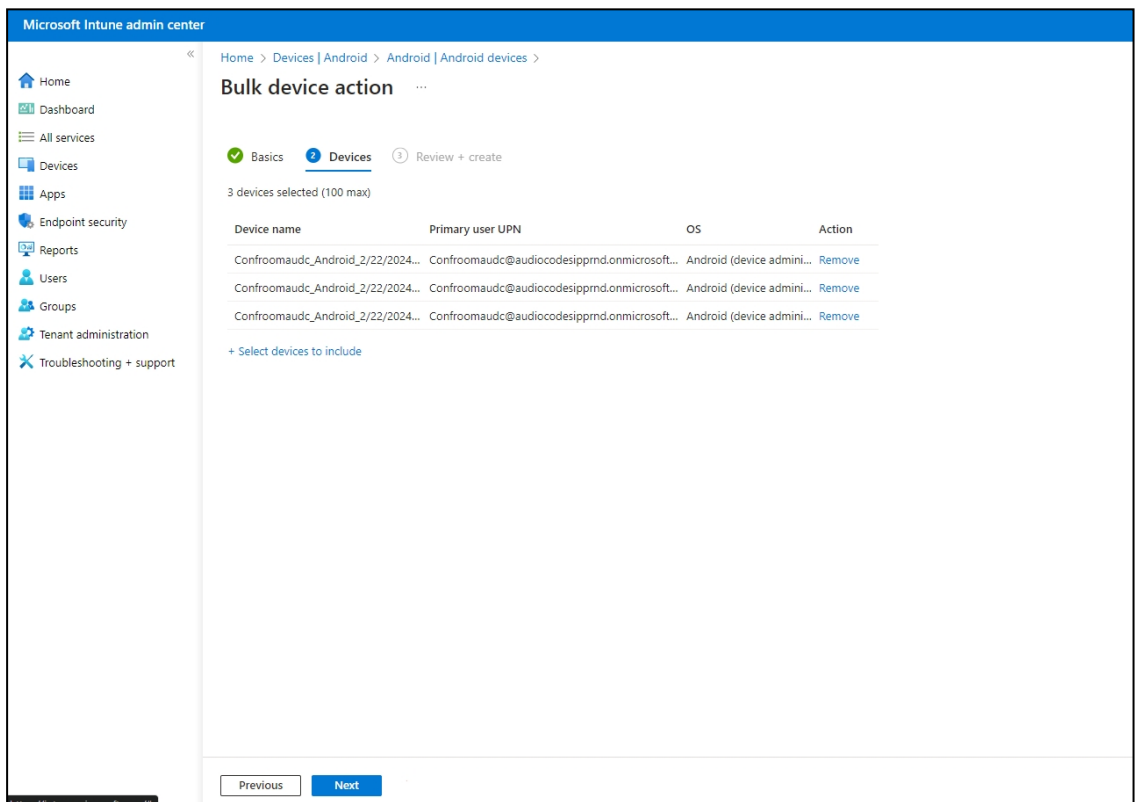 Microsoft Intune admin center
«
Home > Devices | Android > Android | Android devices >
Bulk device action ...
Home
Dashboard
All services
Devices
Apps
Endpoint security
Reports
Users
Groups
Tenant administration
Troubleshooting + support
Basics 2 Devices 3 Review + create
3 devices selected (100 max)
Device name Primary user UPN OS Action
Confroomaudc_Android_2/22/2024... Confroomaudc@audiocodesipprnd.onmicrosoft... Android (device admini... Remove
Confroomaudc_Android_2/22/2024... Confroomaudc@audiocodesipprnd.onmicrosoft... Android (device admini... Remove
Confroomaudc_Android_2/22/2024... Confroomaudc@audiocodesipprnd.onmicrosoft... Android (device admini... Remove
+ Select devices to include
Previous Next